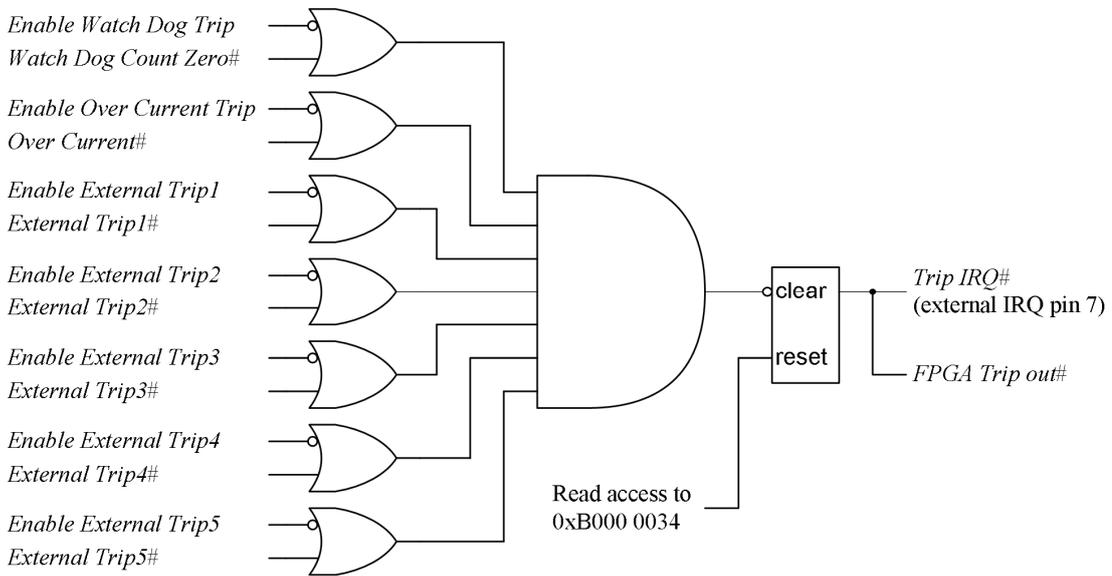 Enable Watch Dog Trip
Watch Dog Count Zero#
Enable Over Current Trip
Over Current#
Enable External Trip1
External Trip1#
Enable External Trip2
External Trip2#
Enable External Trip3
External Trip3#
Enable External Trip4
External Trip4#
Enable External Trip5
External Trip5#
clear
reset
Read access to
0xB000 0034
Trip IRQ#
(external IRQ pin 7)
FPGA Trip out#